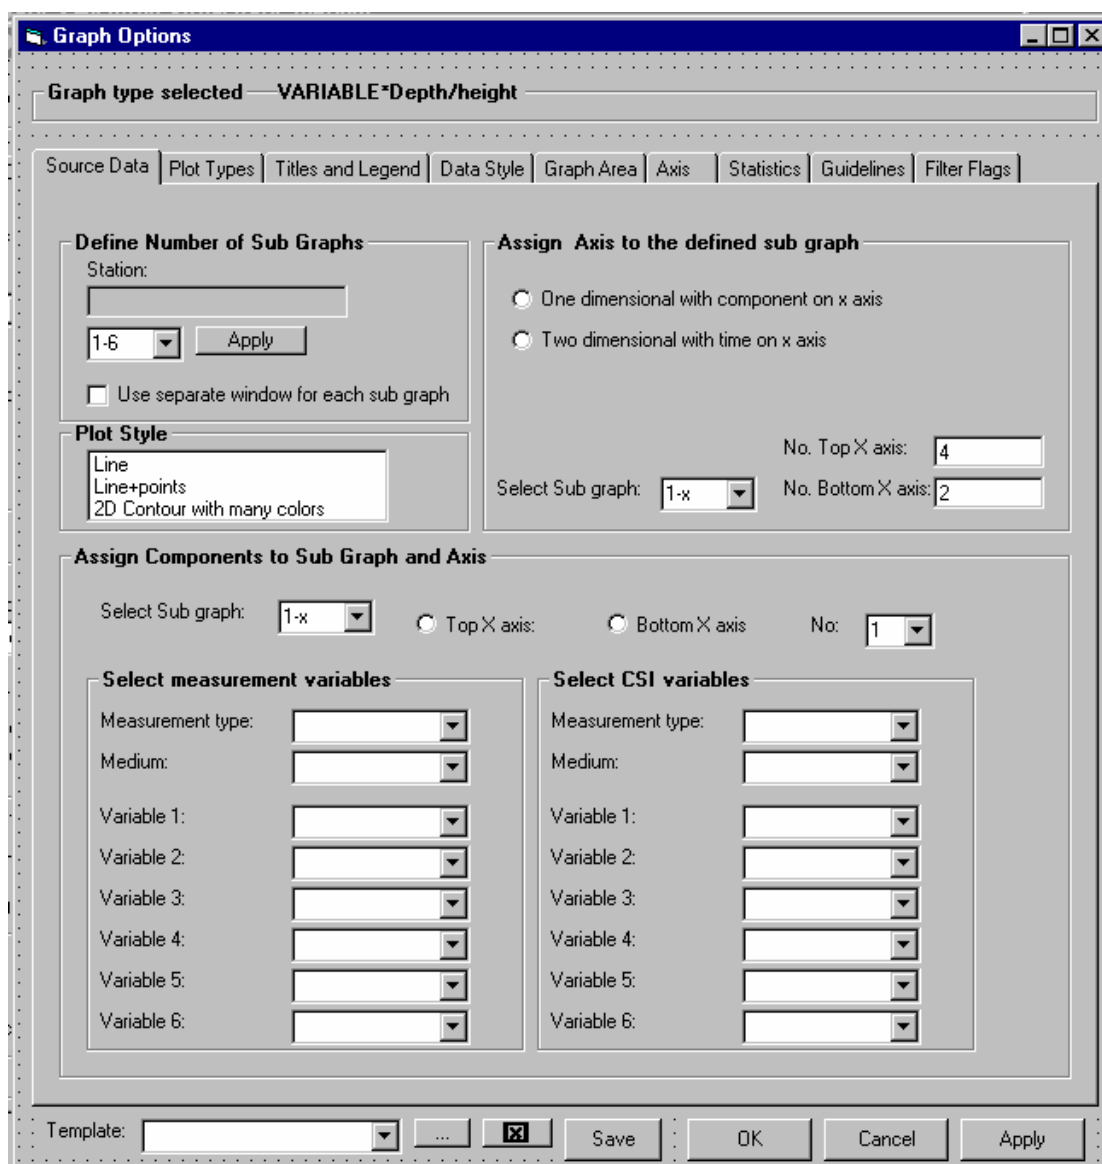 Graph Options
Graph type selected VARIABLE*Depth/height
Source Data Plot Types Titles and Legend Data Style Graph Area Axis Statistics Guidelines Filter Flags
Define Number of Sub Graphs
Station:
1-6 Apply
Use separate window for each sub graph
Plot Style
Line
Line+points
2D Contour with many colors
Assign Axis to the defined sub graph
One dimensional with component on x axis
Two dimensional with time on x axis
No. Top X axis: 4
Select Sub graph: 1-x No. Bottom X axis: 2
Assign Components to Sub Graph and Axis
Select Sub graph: 1-x Top X axis: Bottom X axis No: 1
Select measurement variables
Measurement type:
Medium:
Variable 1:
Variable 2:
Variable 3:
Variable 4:
Variable 5:
Variable 6:
Select CSI variables
Measurement type:
Medium:
Variable 1:
Variable 2:
Variable 3:
Variable 4:
Variable 5:
Variable 6:
Template: ... Save OK Cancel Apply